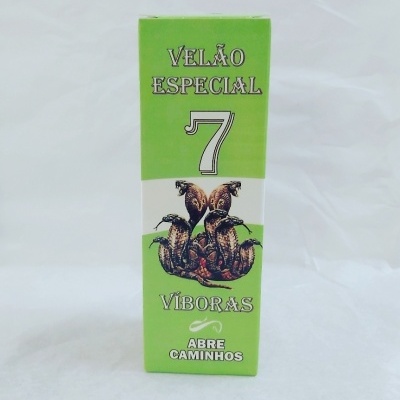 VELÃO
ESPECIAL
7
VÍBORAS
ABRE
CAMINHOS